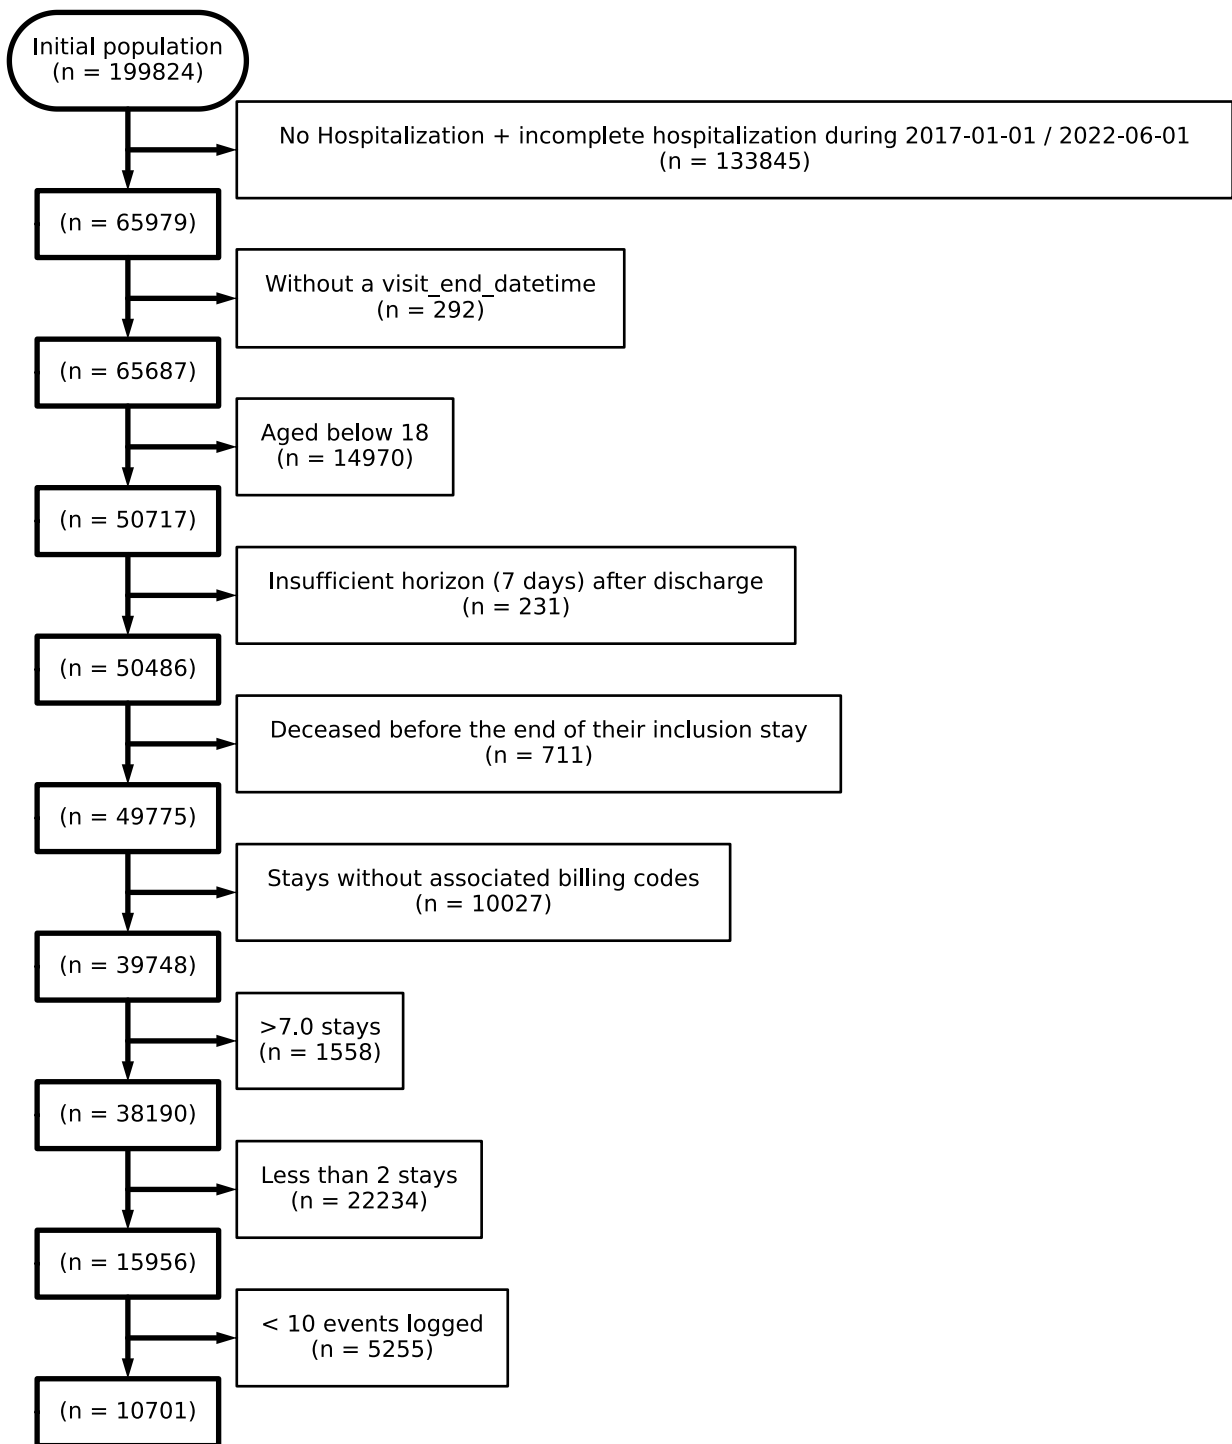 Initial population
(n = 199824)
No Hospitalization + incomplete hospitalization during 2017-01-01 / 2022-06-01
(n = 133845)
(n = 65979)
Without a visit_end_datetime
(n = 292)
(n = 65687)
Aged below 18
(n = 14970)
(n = 50717)
Insufficient horizon (7 days) after discharge
(n = 231)
(n = 50486)
Deceased before the end of their inclusion stay
(n = 711)
(n = 49775)
Stays without associated billing codes
(n = 10027)
(n = 39748)
>7.0 stays
(n = 1558)
(n = 38190)
Less than 2 stays
(n = 22234)
(n = 15956)
< 10 events logged
(n = 5255)
(n = 10701)